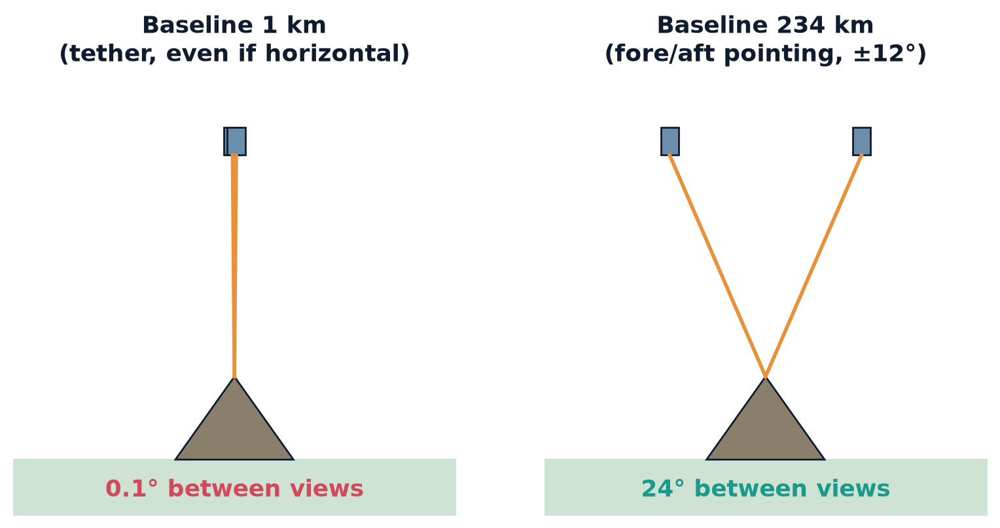 Baseline 1 km
(tether, even if horizontal)
Baseline 234 km
(fore/aft pointing, ±12°)
0.1° between views
24° between views